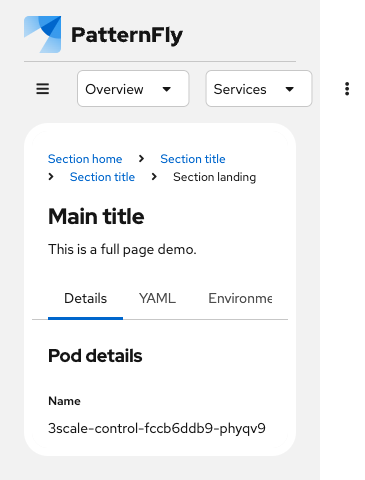 PatternFly
Overview Services
Section home Section title
Section title Section landing
Main title
This is a full page demo.
Details YAML Environme
Pod details
Name
3scale-control-fccb6ddb9-phyqv9